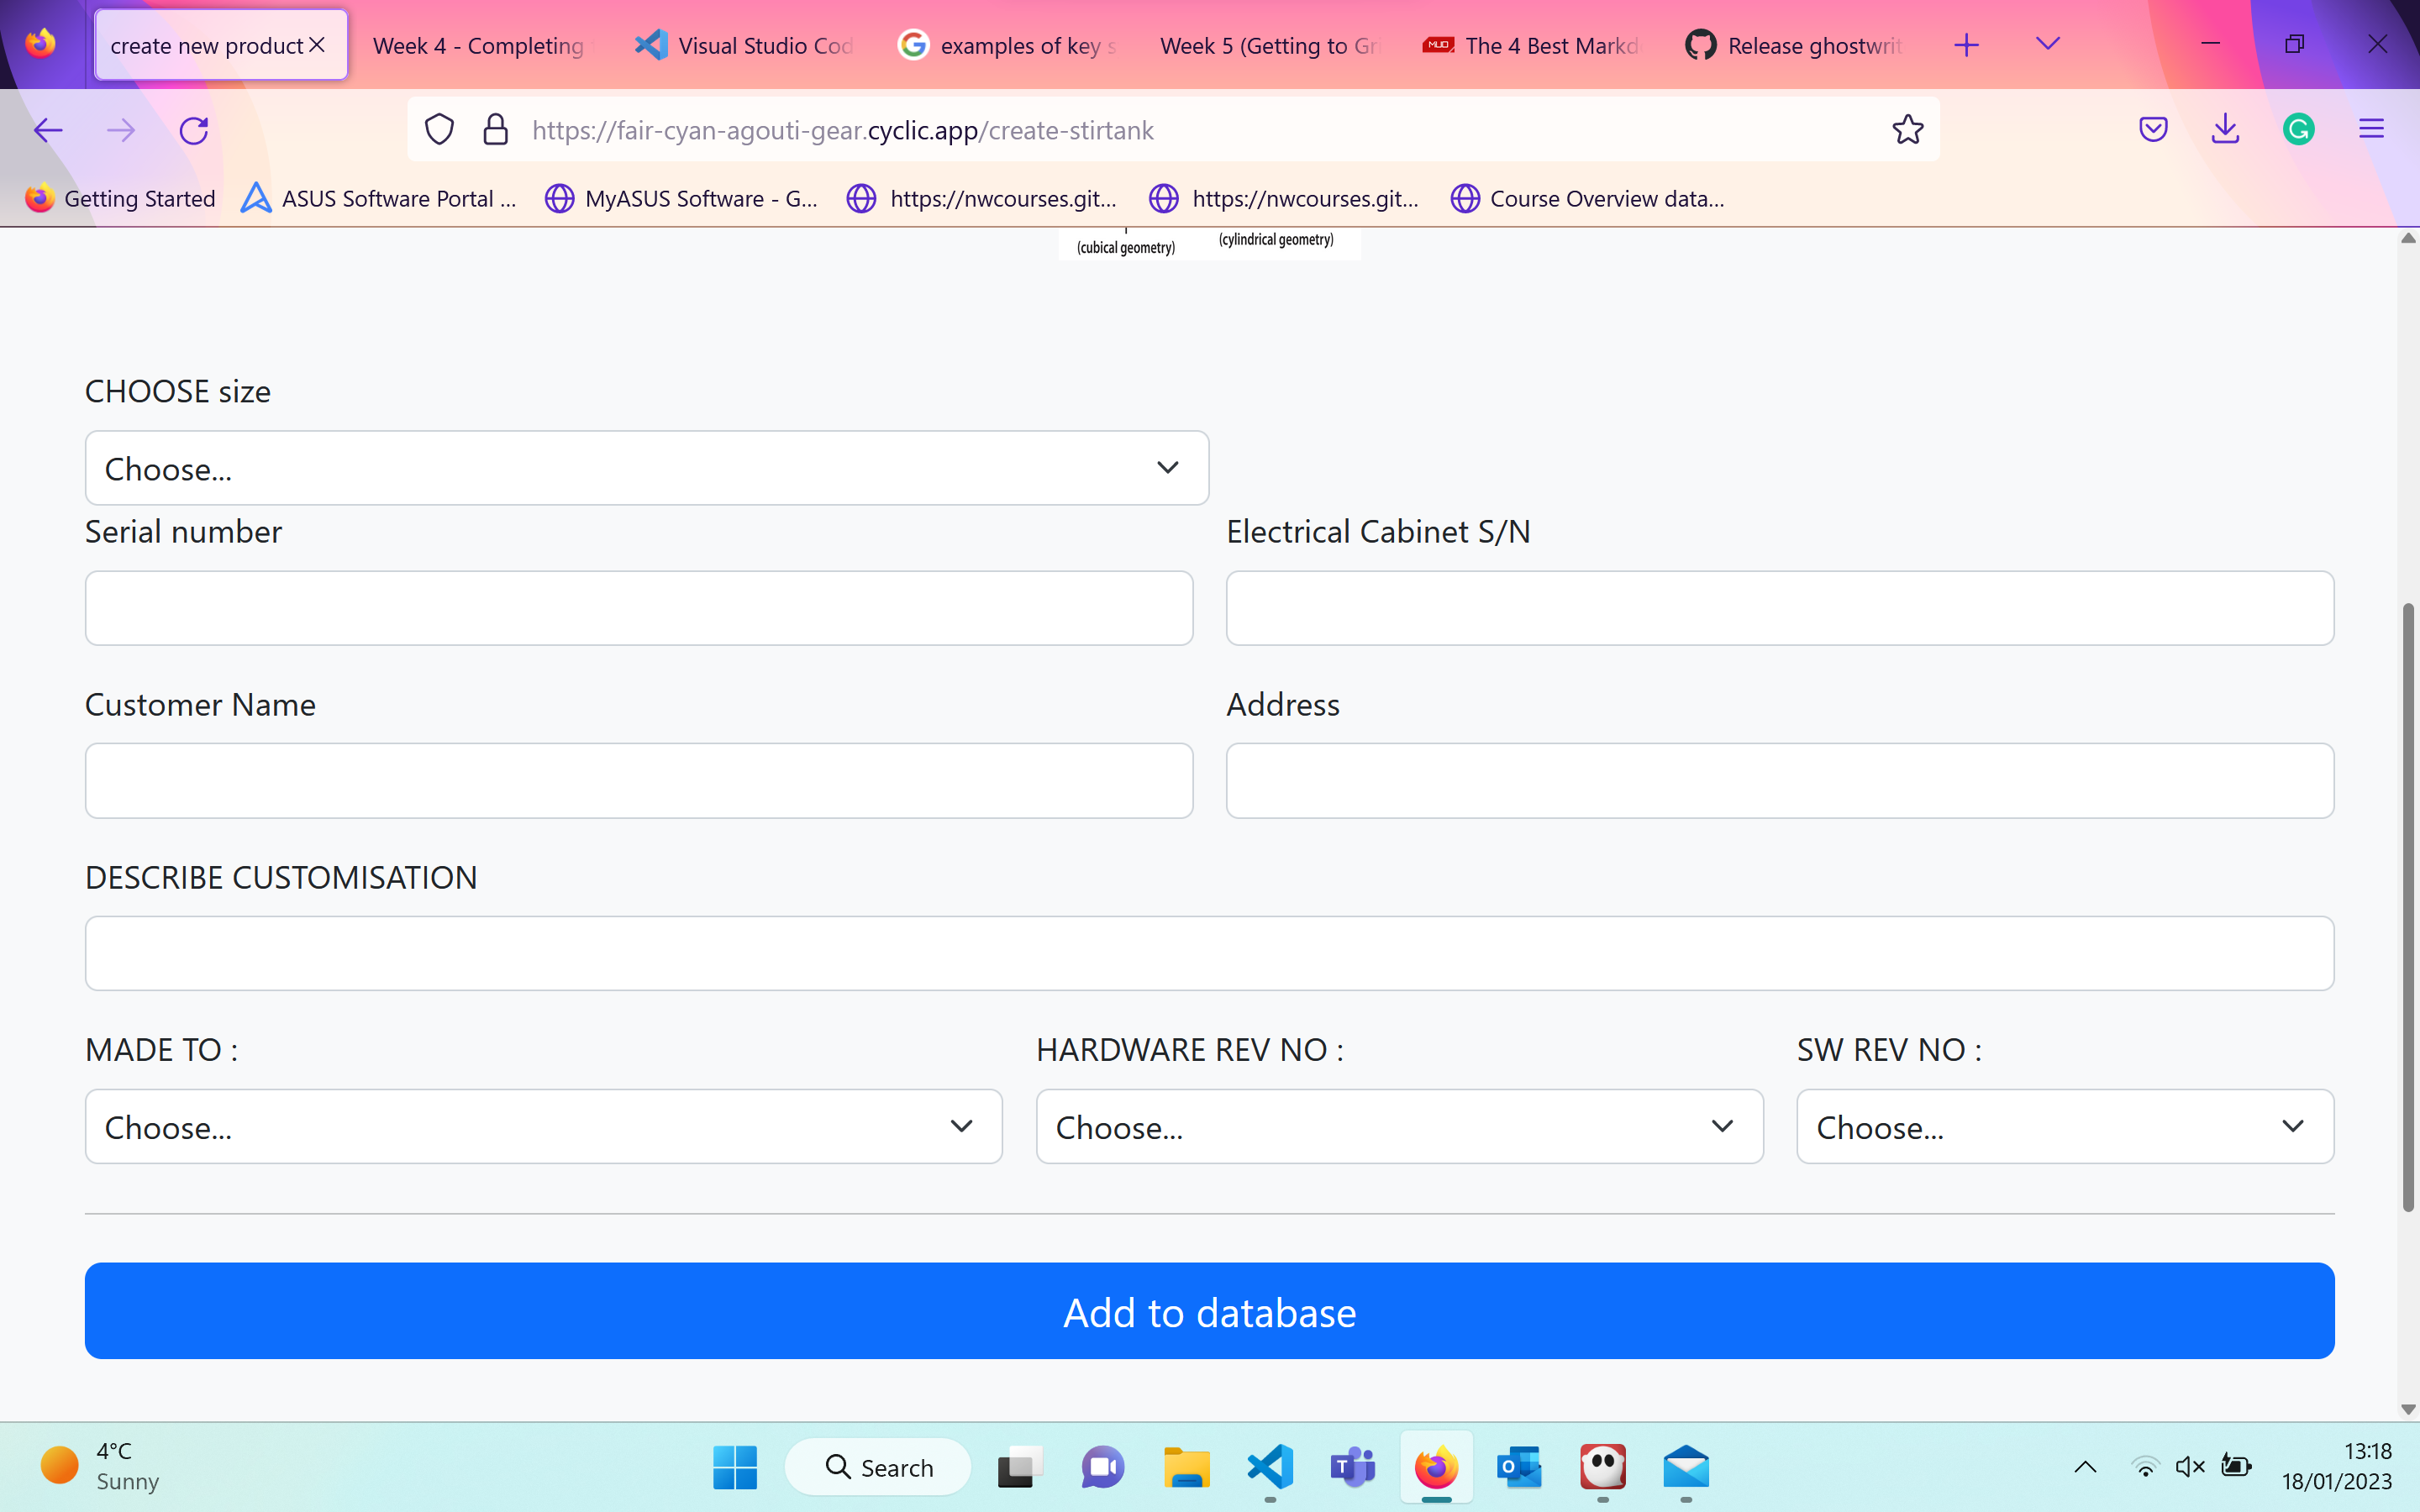 create new product
Week 4 - Completing
Visual Studio Cod
examples of key s
Week 5 (Getting to Gri
MUO
The 4 Best Markd
Release ghostwrit
https://fair-cyan-agouti-gear.cyclic.app/create-stirtank
Getting Started
ASUS Software Portal ...
MyASUS Software - G...
https://nwcourses.git...
https://nwcourses.git...
Course Overview data...
(cubical geometry)
(cylindrical geometry)
CHOOSE size
Choose...
Serial number
Electrical Cabinet S/N
Customer Name
Address
DESCRIBE CUSTOMISATION
MADE TO :
HARDWARE REV NO :
SW REV NO :
Choose...
Choose...
Choose...
Add to database
4°C
Sunny
Search
13:18
18/01/2023